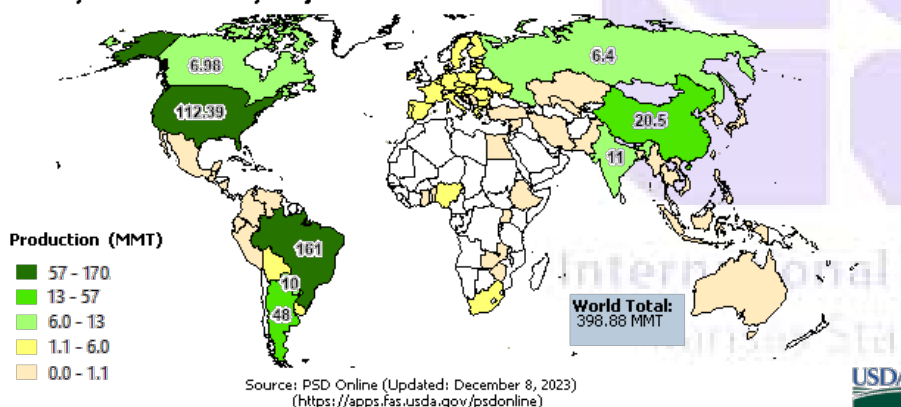 6.98
6.4
112.39
20.5
11
161
10
48
Production (MMT)
57 - 170
13 - 57
6.0 - 13
1.1 - 6.0
0.0 - 1.1
World Total:
398.88 MMT
Source: PSD Online (Updated: December 8, 2023)
(https://apps.fas.usda.gov/psdonline)
USDA